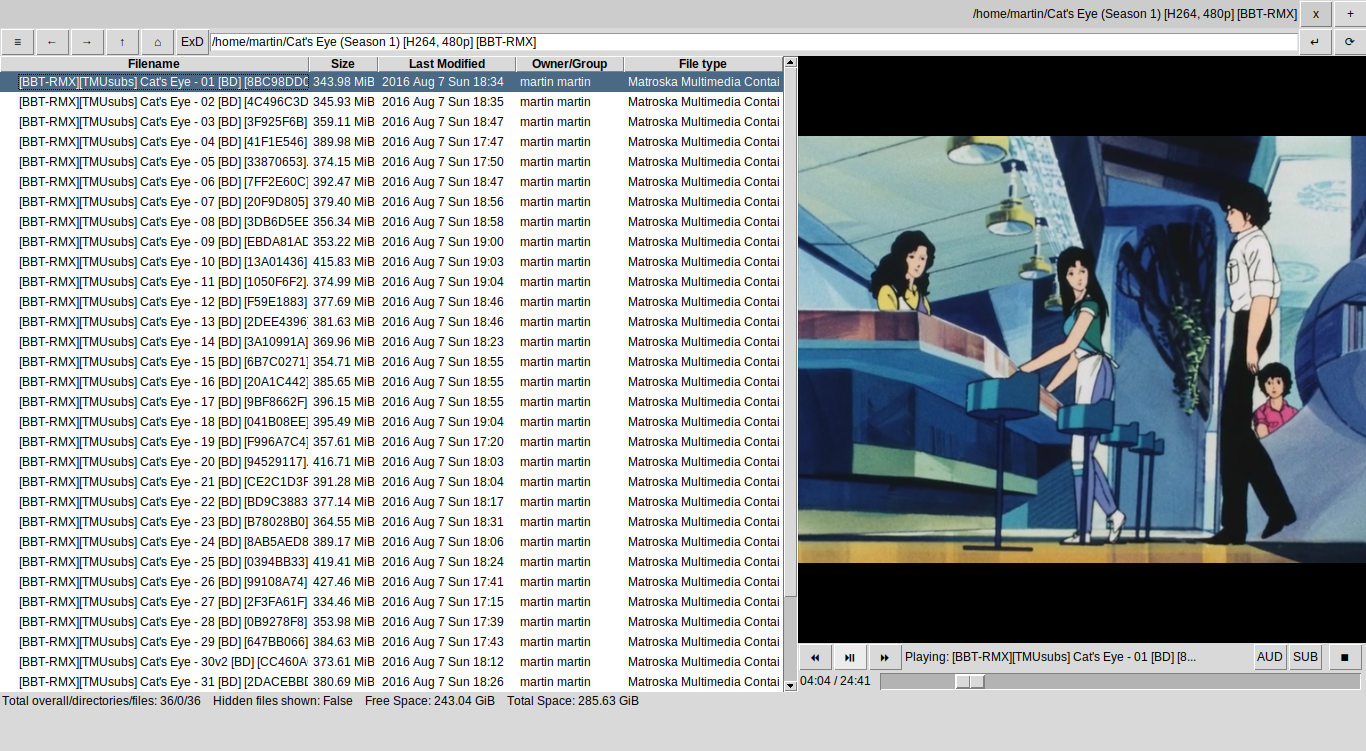 /home/martin/Cat's Eye (Season 1) [H264, 480p] [BBT-RMX] x +
≡ ← → ↑ ⌂ ExD /home/martin/Cat's Eye (Season 1) [H264, 480p] [BBT-RMX] ↵ ⟳
Filename Size Last Modified Owner/Group File type
[BBT-RMX][TMUsubs] Cat's Eye - 01 [BD] [8BC98DD0 343.98 MiB 2016 Aug 7 Sun 18:34 martin martin Matroska Multimedia Contai
[BBT-RMX][TMUsubs] Cat's Eye - 02 [BD] [4C496C3D 345.93 MiB 2016 Aug 7 Sun 18:35 martin martin Matroska Multimedia Contai
[BBT-RMX][TMUsubs] Cat's Eye - 03 [BD] [3F925F6B] 359.11 MiB 2016 Aug 7 Sun 18:47 martin martin Matroska Multimedia Contai
[BBT-RMX][TMUsubs] Cat's Eye - 04 [BD] [41F1E546] 389.98 MiB 2016 Aug 7 Sun 17:47 martin martin Matroska Multimedia Contai
[BBT-RMX][TMUsubs] Cat's Eye - 05 [BD] [33870653]. 374.15 MiB 2016 Aug 7 Sun 17:50 martin martin Matroska Multimedia Contai
[BBT-RMX][TMUsubs] Cat's Eye - 06 [BD] [7FF2E60C] 392.47 MiB 2016 Aug 7 Sun 18:47 martin martin Matroska Multimedia Contai
[BBT-RMX][TMUsubs] Cat's Eye - 07 [BD] [20F9D805] 379.40 MiB 2016 Aug 7 Sun 18:56 martin martin Matroska Multimedia Contai
[BBT-RMX][TMUsubs] Cat's Eye - 08 [BD] [3DB6D5EE 356.34 MiB 2016 Aug 7 Sun 18:58 martin martin Matroska Multimedia Contai
[BBT-RMX][TMUsubs] Cat's Eye - 09 [BD] [EBDA81AD 353.22 MiB 2016 Aug 7 Sun 19:00 martin martin Matroska Multimedia Contai
[BBT-RMX][TMUsubs] Cat's Eye - 10 [BD] [13A01436] 415.83 MiB 2016 Aug 7 Sun 19:03 martin martin Matroska Multimedia Contai
[BBT-RMX][TMUsubs] Cat's Eye - 11 [BD] [1050F6F2]. 374.99 MiB 2016 Aug 7 Sun 19:04 martin martin Matroska Multimedia Contai
[BBT-RMX][TMUsubs] Cat's Eye - 12 [BD] [F59E1883] 377.69 MiB 2016 Aug 7 Sun 18:46 martin martin Matroska Multimedia Contai
[BBT-RMX][TMUsubs] Cat's Eye - 13 [BD] [2DEE4396] 381.63 MiB 2016 Aug 7 Sun 18:46 martin martin Matroska Multimedia Contai
[BBT-RMX][TMUsubs] Cat's Eye - 14 [BD] [3A10991A] 369.96 MiB 2016 Aug 7 Sun 18:23 martin martin Matroska Multimedia Contai
[BBT-RMX][TMUsubs] Cat's Eye - 15 [BD] [6B7C0271] 354.71 MiB 2016 Aug 7 Sun 18:55 martin martin Matroska Multimedia Contai
[BBT-RMX][TMUsubs] Cat's Eye - 16 [BD] [20A1C442] 385.65 MiB 2016 Aug 7 Sun 18:55 martin martin Matroska Multimedia Contai
[BBT-RMX][TMUsubs] Cat's Eye - 17 [BD] [9BF8662F] 396.15 MiB 2016 Aug 7 Sun 18:55 martin martin Matroska Multimedia Contai
[BBT-RMX][TMUsubs] Cat's Eye - 18 [BD] [041B08EE] 395.49 MiB 2016 Aug 7 Sun 19:04 martin martin Matroska Multimedia Contai
[BBT-RMX][TMUsubs] Cat's Eye - 19 [BD] [F996A7C4] 357.61 MiB 2016 Aug 7 Sun 17:20 martin martin Matroska Multimedia Contai
[BBT-RMX][TMUsubs] Cat's Eye - 20 [BD] [94529117]. 416.71 MiB 2016 Aug 7 Sun 18:03 martin martin Matroska Multimedia Contai
[BBT-RMX][TMUsubs] Cat's Eye - 21 [BD] [CE2C1D3F 391.28 MiB 2016 Aug 7 Sun 18:04 martin martin Matroska Multimedia Contai
[BBT-RMX][TMUsubs] Cat's Eye - 22 [BD] [BD9C3883 377.14 MiB 2016 Aug 7 Sun 18:17 martin martin Matroska Multimedia Contai
[BBT-RMX][TMUsubs] Cat's Eye - 23 [BD] [B78028B0] 364.55 MiB 2016 Aug 7 Sun 18:31 martin martin Matroska Multimedia Contai
[BBT-RMX][TMUsubs] Cat's Eye - 24 [BD] [8AB5AED8 389.17 MiB 2016 Aug 7 Sun 18:06 martin martin Matroska Multimedia Contai
[BBT-RMX][TMUsubs] Cat's Eye - 25 [BD] [0394BB33] 419.41 MiB 2016 Aug 7 Sun 18:24 martin martin Matroska Multimedia Contai
[BBT-RMX][TMUsubs] Cat's Eye - 26 [BD] [99108A74] 427.46 MiB 2016 Aug 7 Sun 17:41 martin martin Matroska Multimedia Contai
[BBT-RMX][TMUsubs] Cat's Eye - 27 [BD] [2F3FA61F] 334.46 MiB 2016 Aug 7 Sun 17:15 martin martin Matroska Multimedia Contai
[BBT-RMX][TMUsubs] Cat's Eye - 28 [BD] [0B9278F8] 353.98 MiB 2016 Aug 7 Sun 17:39 martin martin Matroska Multimedia Contai
[BBT-RMX][TMUsubs] Cat's Eye - 29 [BD] [647BB066] 384.63 MiB 2016 Aug 7 Sun 17:43 martin martin Matroska Multimedia Contai
[BBT-RMX][TMUsubs] Cat's Eye - 30v2 [BD] [CC460A 373.61 MiB 2016 Aug 7 Sun 18:12 martin martin Matroska Multimedia Contai
[BBT-RMX][TMUsubs] Cat's Eye - 31 [BD] [2DACEBBD 380.69 MiB 2016 Aug 7 Sun 18:26 martin martin Matroska Multimedia Contai
Playing: [BBT-RMX][TMUsubs] Cat's Eye - 01 [BD] [8... AUD SUB
04:04 / 24:41
Total overall/directories/files: 36/0/36 Hidden files shown: False Free Space: 243.04 GiB Total Space: 285.63 GiB